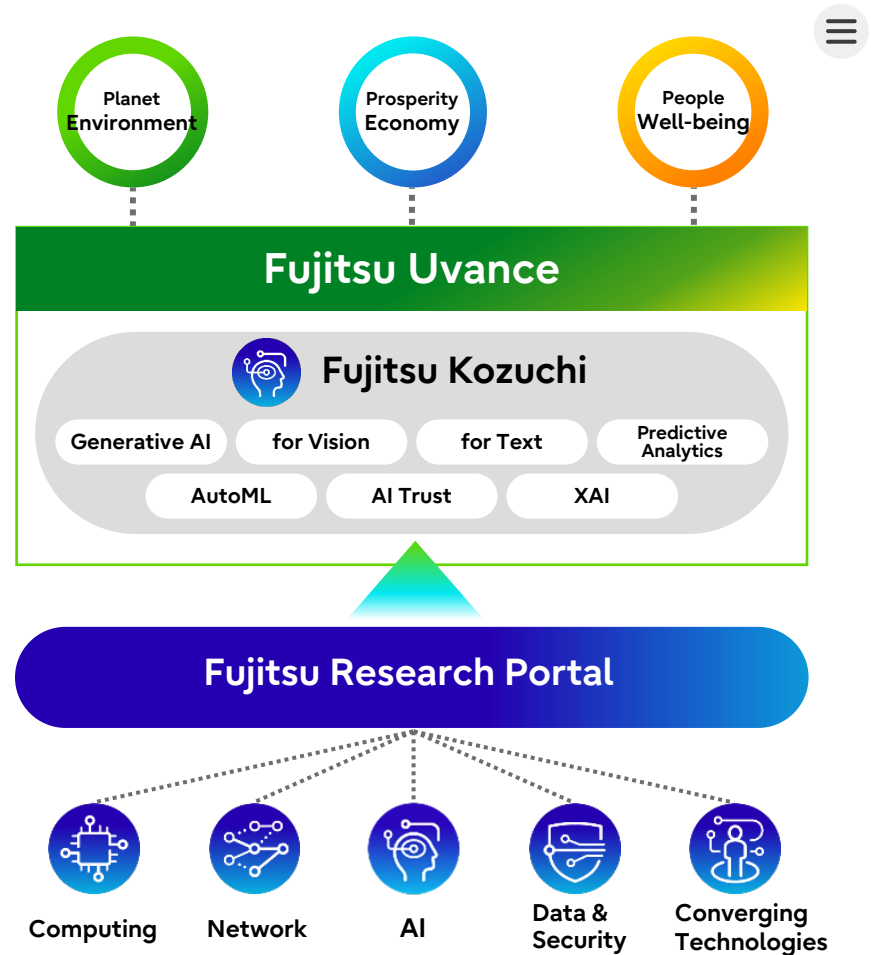 Planet
Environment
Prosperity
Economy
People
Well-being
Fujitsu Uvance
Fujitsu Kozuchi
Generative AI
for Vision
for Text
Predictive
Analytics
AutoML
AI Trust
XAI
Fujitsu Research Portal
Computing
Network
AI
Data &
Security
Converging
Technologies